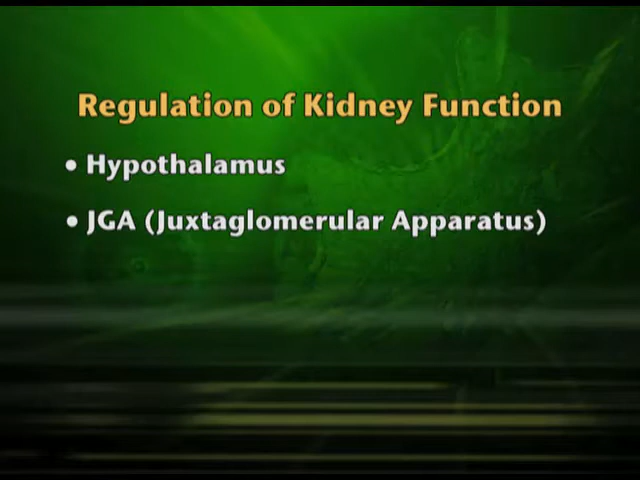 Regulation of Kidney Function
• Hypothalamus
• JGA (Juxtaglomerular Apparatus)